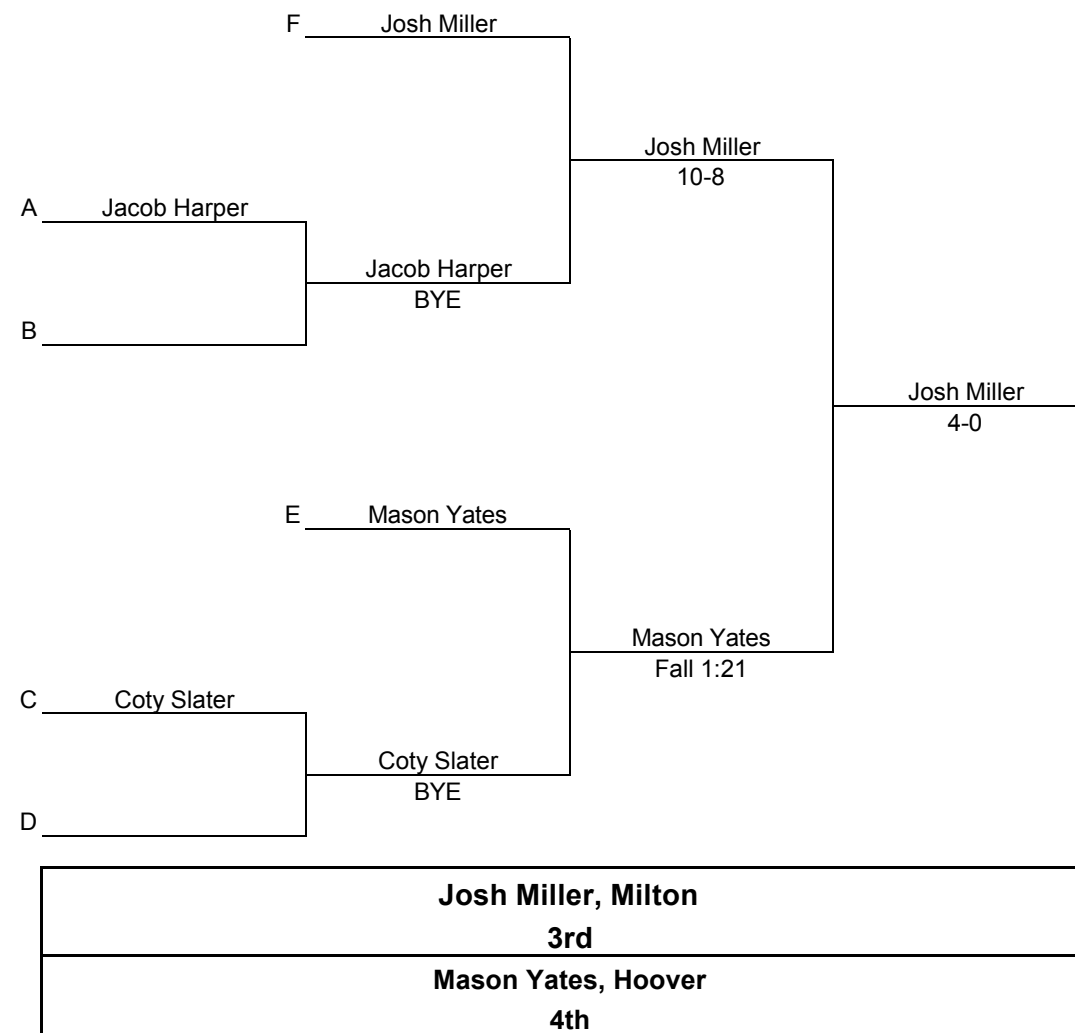 F Josh Miller
Josh Miller
10-8
A Jacob Harper
Jacob Harper
BYE
B
Josh Miller
4-0
E Mason Yates
Mason Yates
Fall 1:21
C Coty Slater
Coty Slater
BYE
D
Josh Miller, Milton
3rd
Mason Yates, Hoover
4th